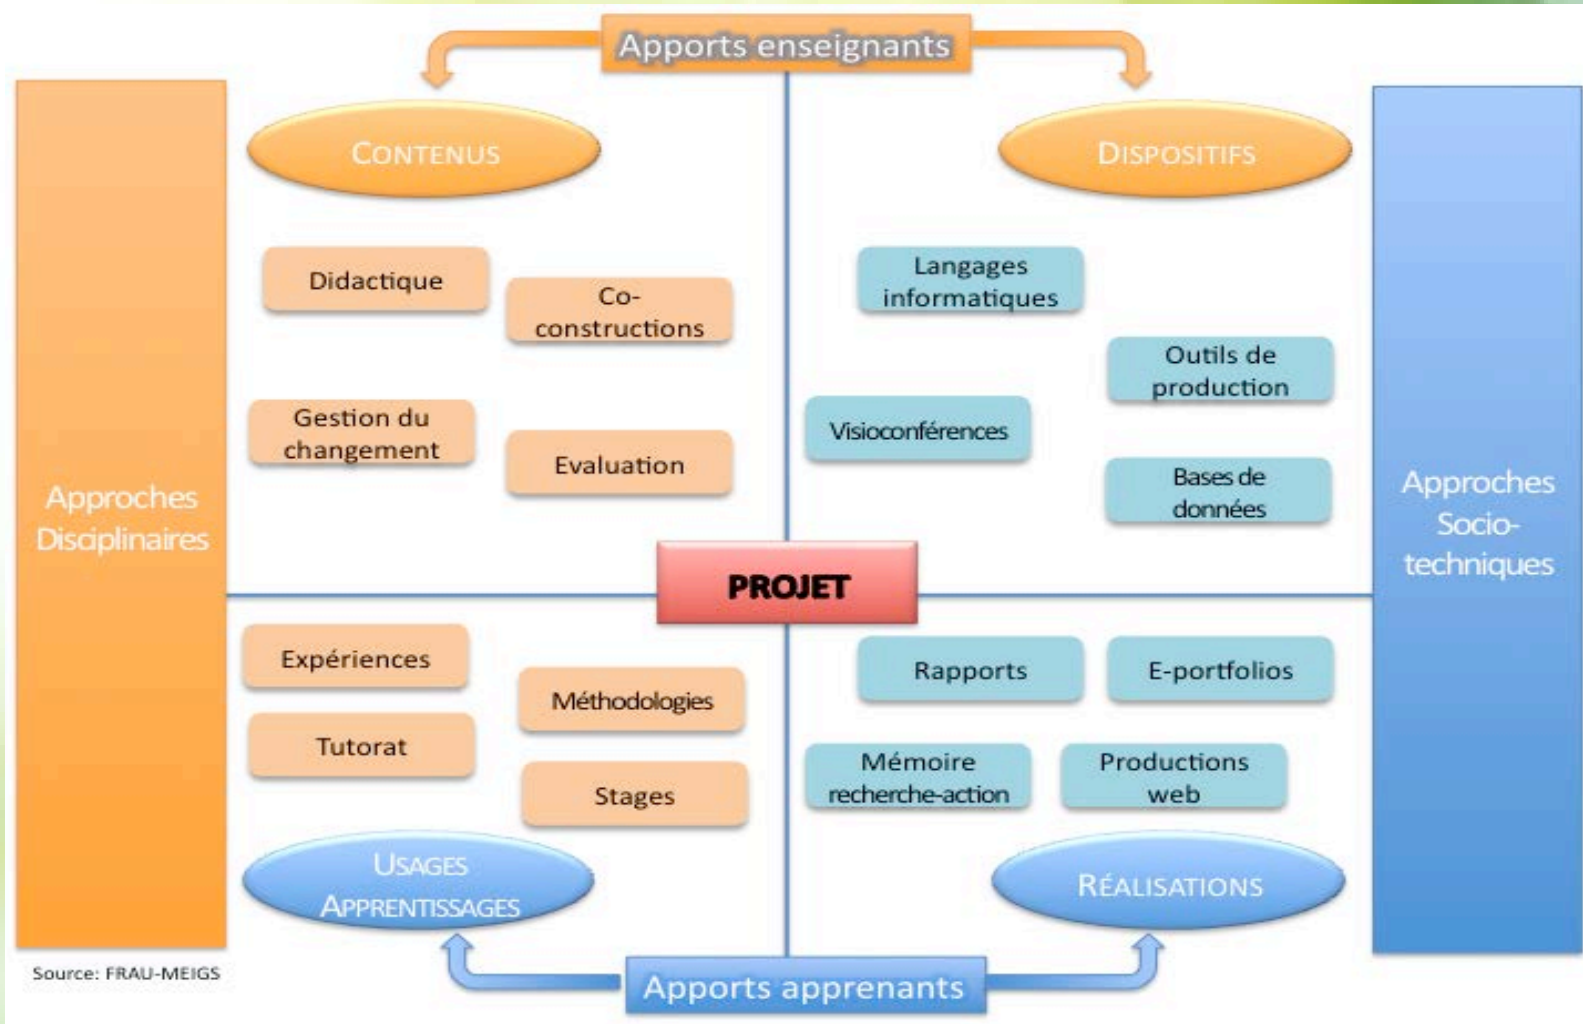 Apports enseignants
CONTENUS
DISPOSITIFS
Approches
Disciplinaires
Didactique
Co-
constructions
Gestion du
changement
Evaluation
Langages
informatiques
Outils de
production
Visioconférences
Bases de
données
Approches
Socio-
techniques
PROJET
Expériences
Méthodologies
Tutorat
Stages
Rapports
E-portfolios
Mémoire
recherche-action
Productions
web
USAGES
APPRENTISSAGES
RÉALISATIONS
Source: FRAU-MEIGS
Apports apprenants